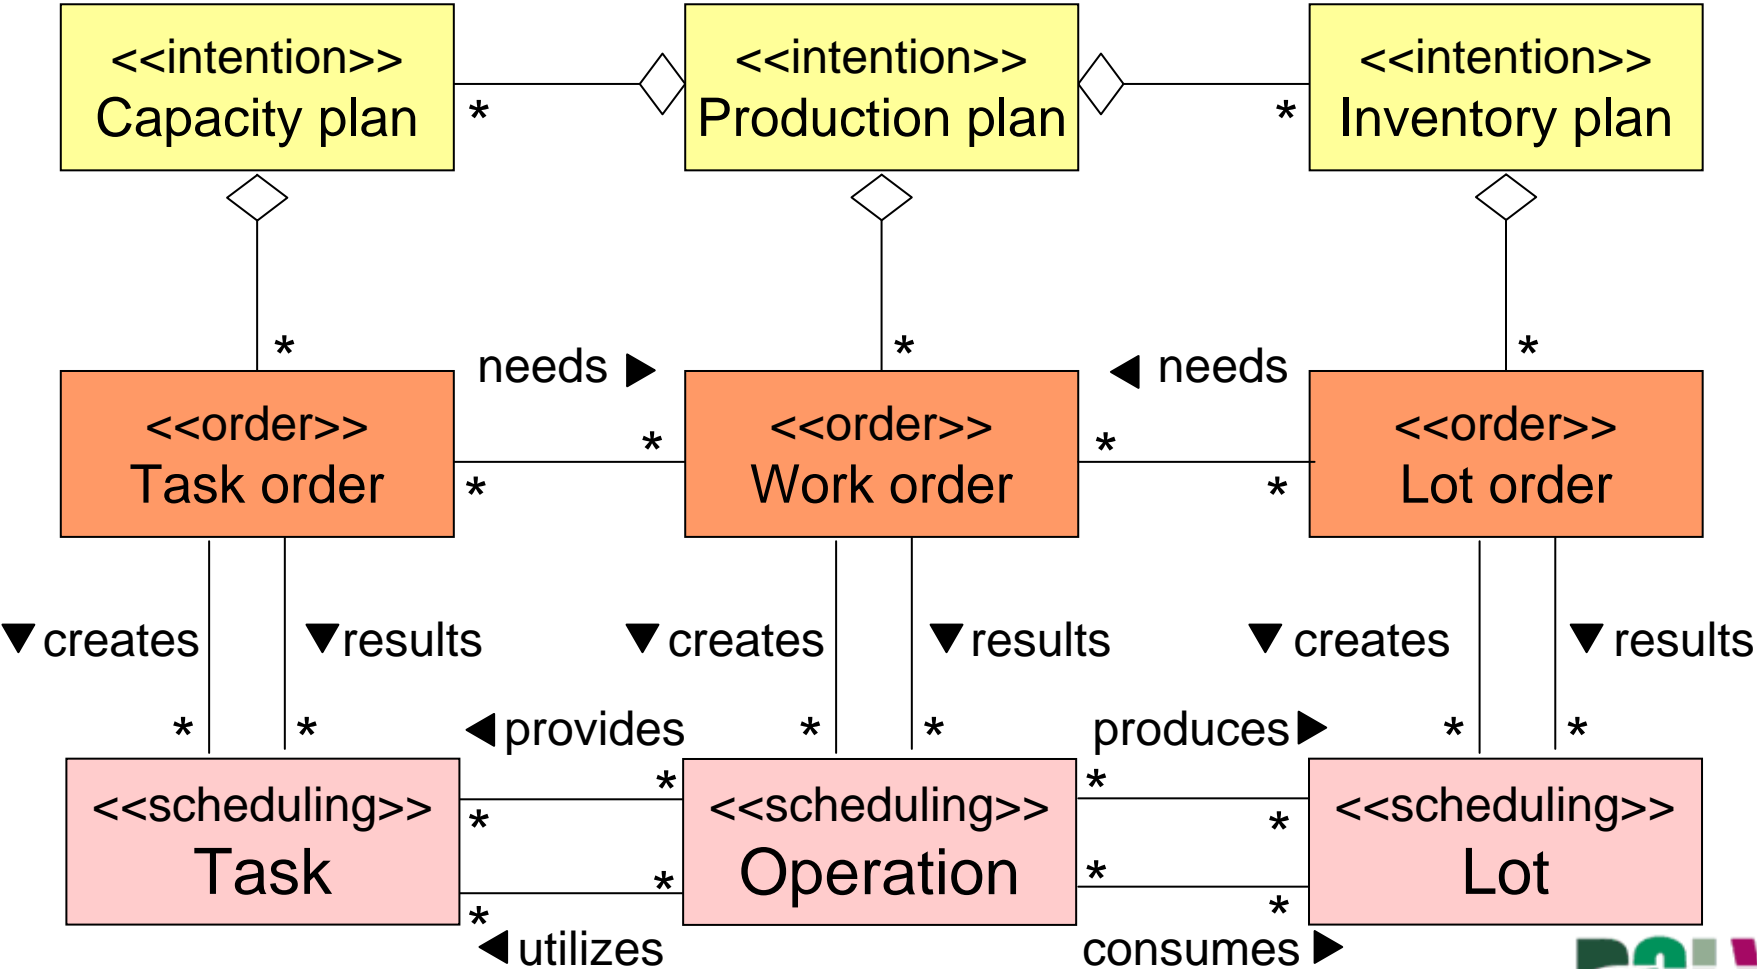 <<intention>>
Capacity plan
*
<<intention>>
Production plan
*
<<intention>>
Inventory plan
*
*
*
needs ▶
◀ needs
<<order>>
Task order
*
*
<<order>>
Work order
*
*
<<order>>
Lot order
▼ creates
▼ results
▼ creates
▼ results
▼ creates
▼ results
*
*
◀ provides
*
*
produces ▶
*
*
<<scheduling>>
Task
*
*
*
*
<<scheduling>>
Operation
*
*
*
*
<<scheduling>>
Lot
◀ utilizes
consumes ▶